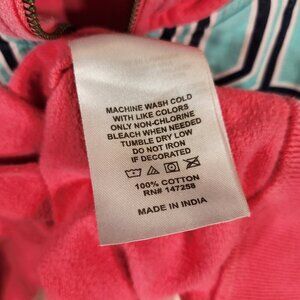 MACHINE WASH COLD
WITH LIKE COLORS
ONLY NON-CHLORINE
BLEACH WHEN NEEDED
TUMBLE DRY LOW
DO NOT IRON
IF DECORATED
100% COTTON
RN# 147258
MADE IN INDIA